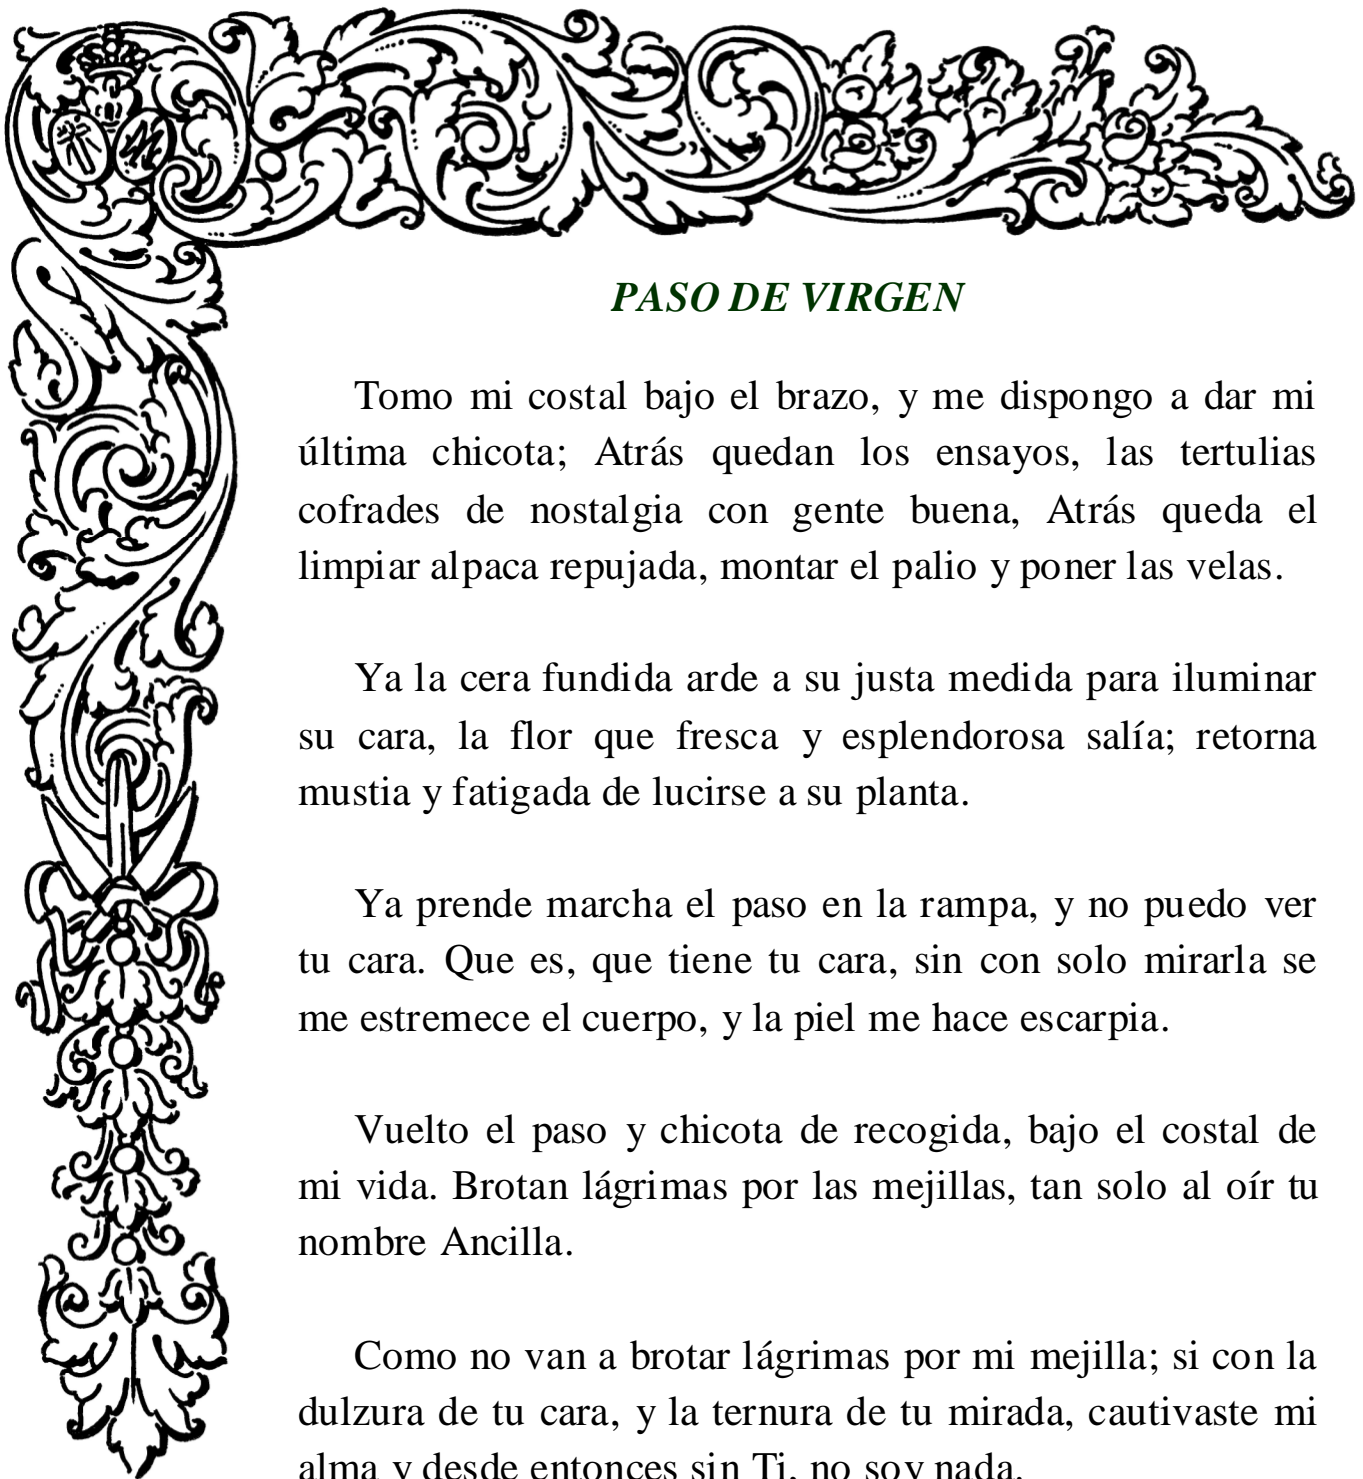 PASO DE VIRGEN
Tomo mi costal bajo el brazo, y me dispongo a dar mi
última chicota; Atrás quedan los ensayos, las tertulias
cofrades de nostalgia con gente buena, Atrás queda el
limpiar alpaca repujada, montar el palio y poner las velas.
Ya la cera fundida arde a su justa medida para iluminar
su cara, la flor que fresca y esplendorosa salía; retorna
mustia y fatigada de lucirse a su planta.
Ya prende marcha el paso en la rampa, y no puedo ver
tu cara. Que es, que tiene tu cara, sin con solo mirarla se
me estremece el cuerpo, y la piel me hace escarpia.
Vuelto el paso y chicota de recogida, bajo el costal de
mi vida. Brotan lágrimas por las mejillas, tan solo al oír tu
nombre Ancilla.
Como no van a brotar lágrimas por mi mejilla; si con la
dulzura de tu cara, y la ternura de tu mirada, cautivaste mi
alma y desde entonces sin Ti, no soy nada.